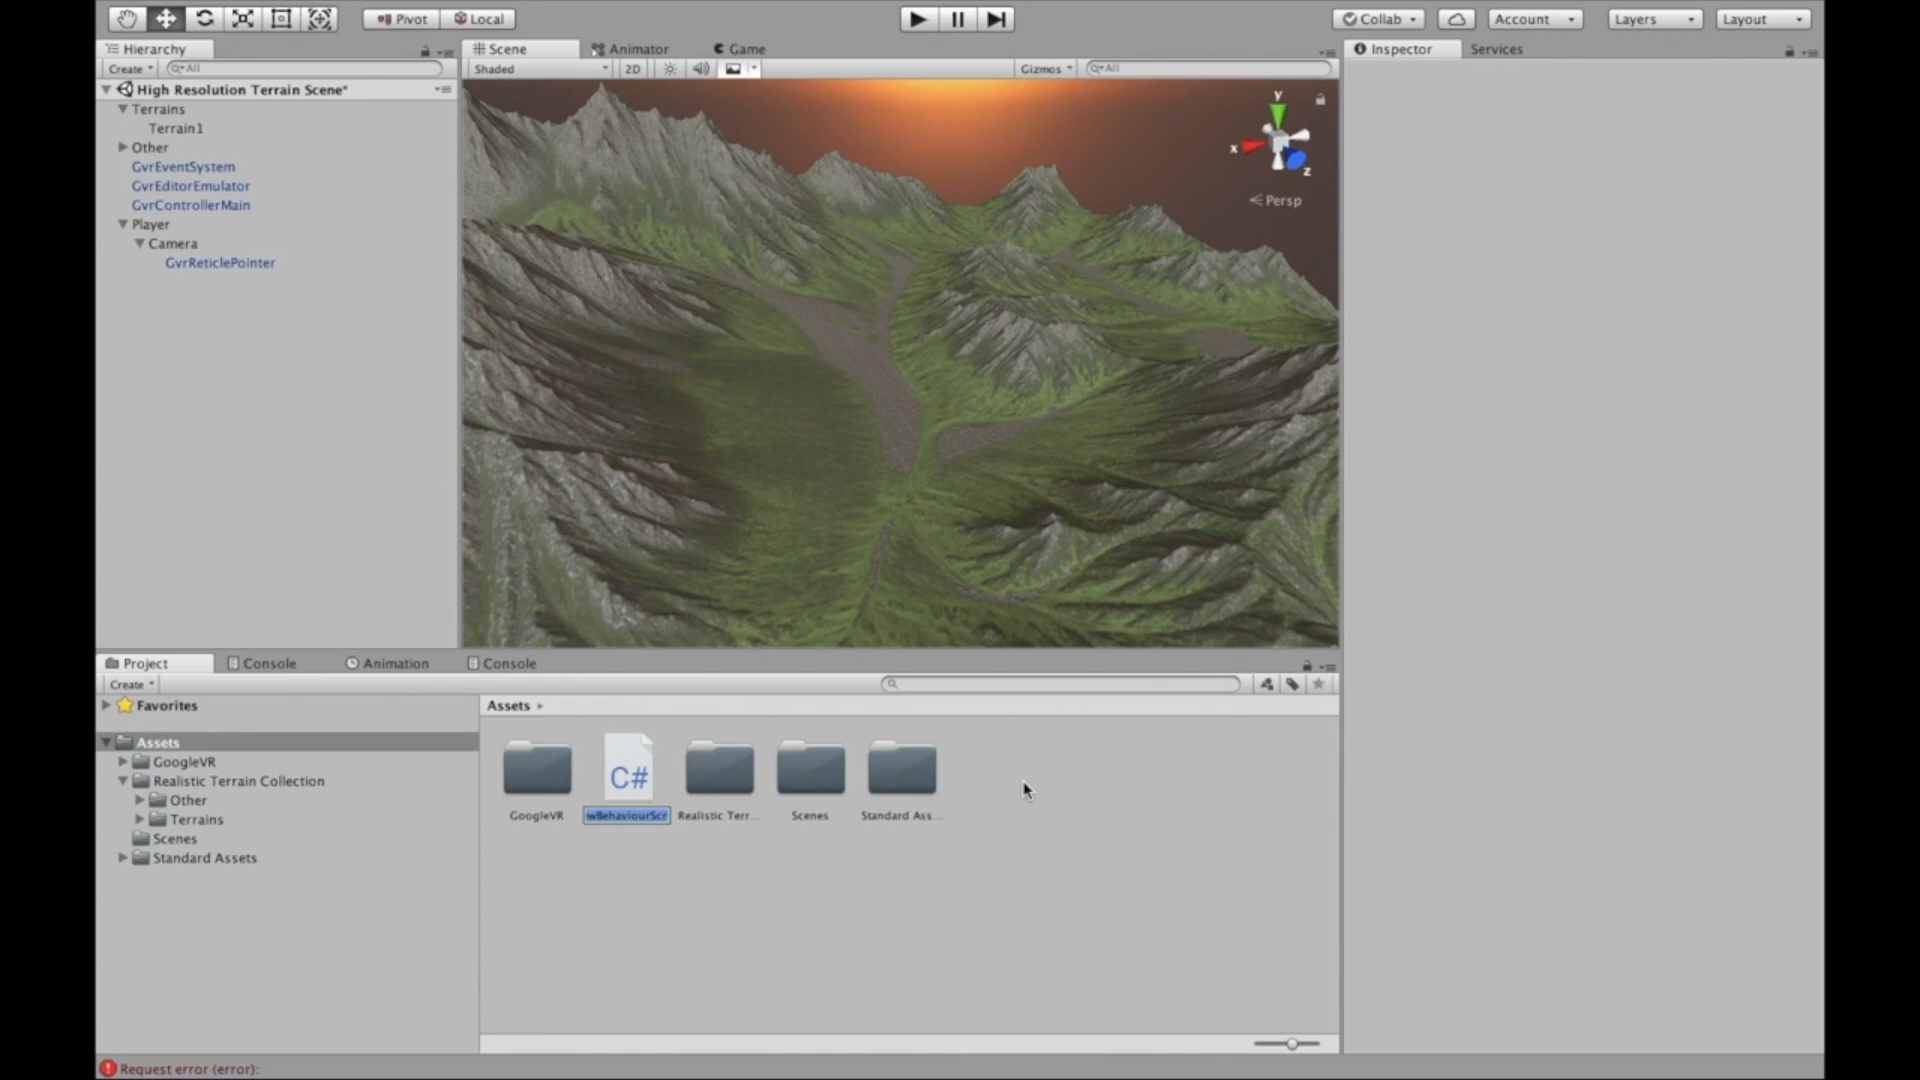 Pivot
Local
Collab
Account
Layers
Layout
Hierarchy
Scene
Animator
Game
Inspector
Services
Create
All
Shaded
2D
Gizmos
All
High Resolution Terrain Scene*
Terrains
Terrain1
Other
GvrEventSystem
GvrEditorEmulator
GvrControllerMain
Player
Camera
GvrReticlePointer
y
x
z
Persp
Project
Console
Animation
Console
Create
Favorites
Assets
Assets
GoogleVR
Realistic Terrain Collection
Other
Terrains
Scenes
Standard Assets
C#
GoogleVR
wBehaviourScr
Realistic Terr...
Scenes
Standard Ass...
Request error (error):